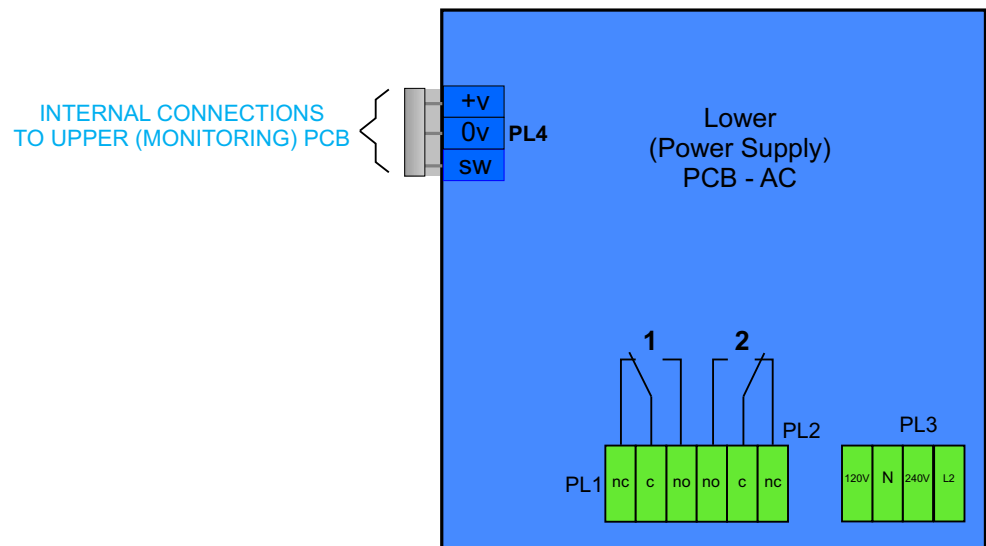 INTERNAL CONNECTIONS
TO UPPER (MONITORING) PCB
+v
0v
sw
PL4
Lower
(Power Supply)
PCB - AC
1
2
PL1
nc
c
no
no
c
nc
PL2
PL3
120V
N
240V
L2